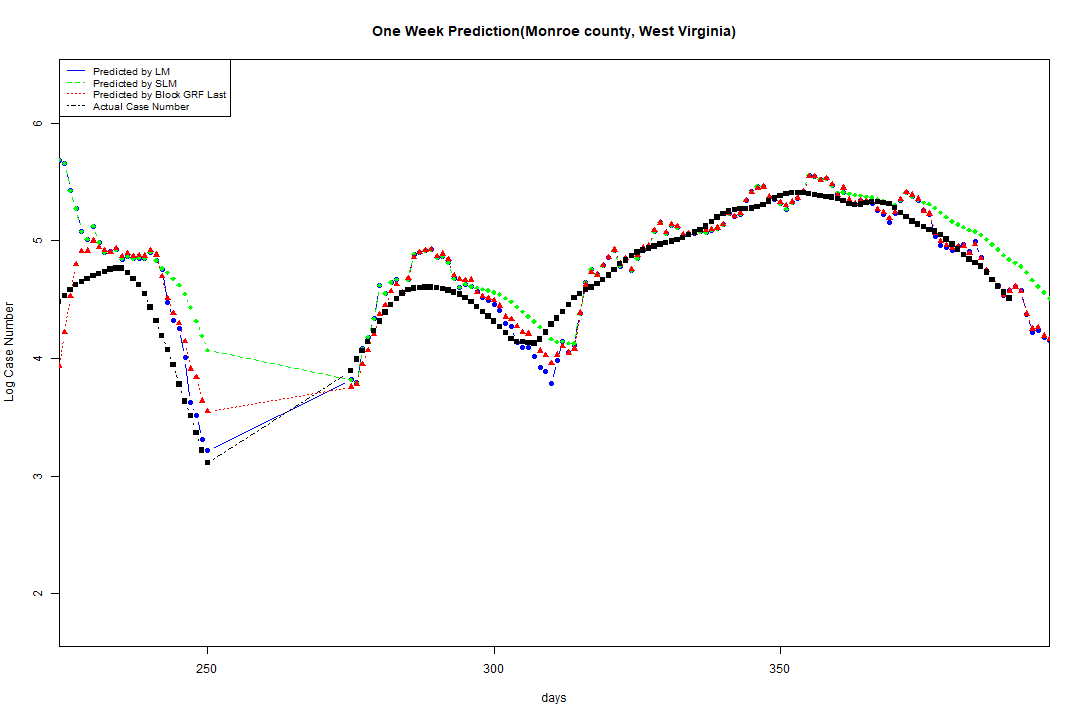 One Week Prediction(Monroe county, West Virginia)
Predicted by LM
Predicted by SLM
Predicted by Block GRF Last
Actual Case Number
6
5
4
3
2
Log Case Number
250
300
350
days